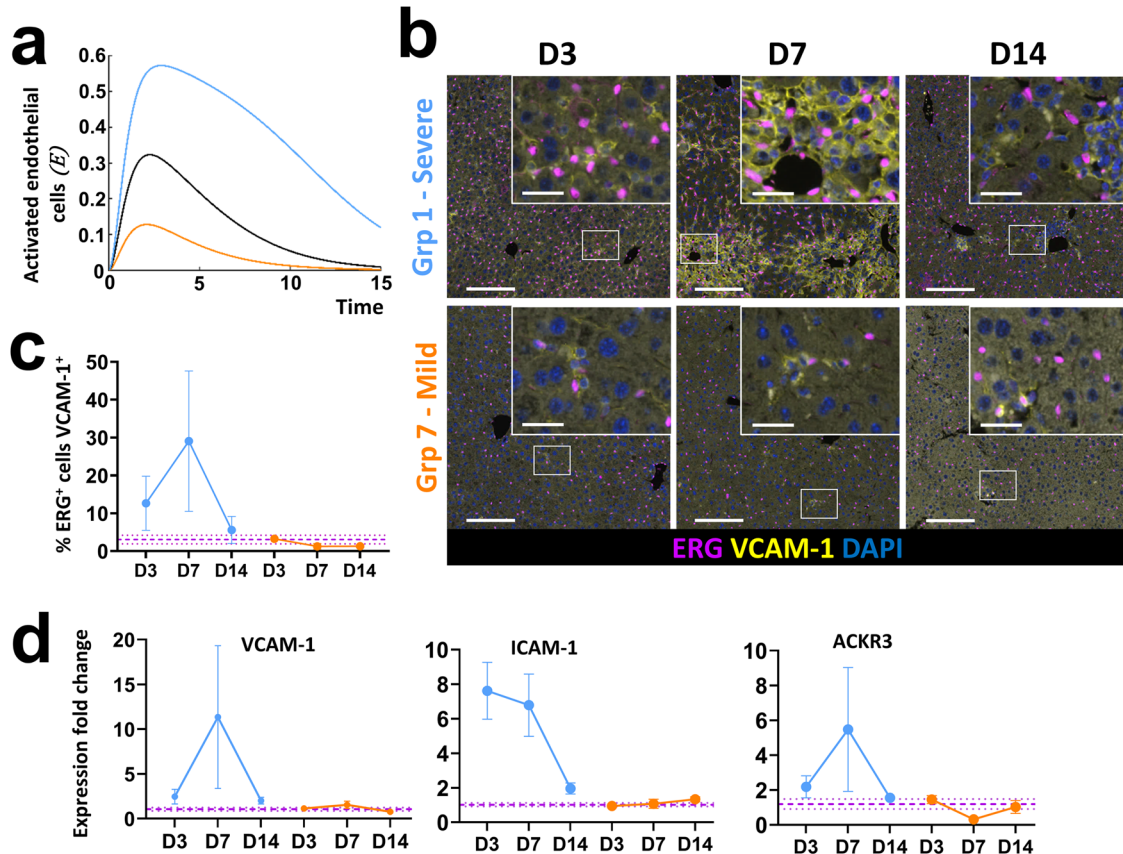 a
Activated endothelial
cells (E)
0.6
0.5
0.4
0.3
0.2
0.1
0
0
5
10
15
Time
b
D3
D7
D14
Grp 1 - Severe
Grp 7 - Mild
ERG VCAM-1 DAPI
c
% ERG⁺ cells VCAM-1⁺
50
40
30
20
10
0
D3
D7
D14
D3
D7
D14
d
Expression fold change
VCAM-1
20
15
10
5
0
D3
D7
D14
D3
D7
D14
ICAM-1
10
8
6
4
2
0
D3
D7
D14
D3
D7
D14
ACKR3
10
8
6
4
2
0
D3
D7
D14
D3
D7
D14